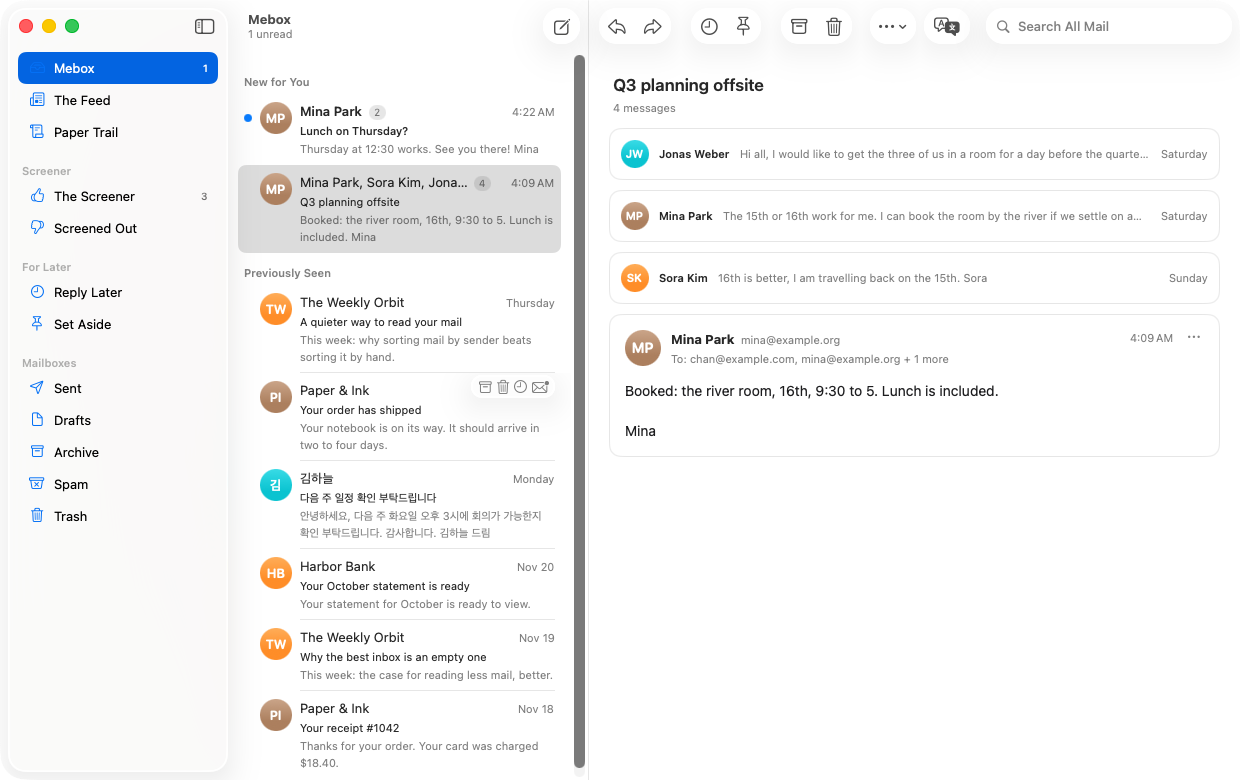 Mebox 1
The Feed
Paper Trail
Screener
The Screener 3
Screened Out
For Later
Reply Later
Set Aside
Mailboxes
Sent
Drafts
Archive
Spam
Trash
Mebox
1 unread
New for You
MP Mina Park 2 4:22 AM
Lunch on Thursday?
Thursday at 12:30 works. See you there! Mina
MP Mina Park, Sora Kim, Jona... 4 4:09 AM
Q3 planning offsite
Booked: the river room, 16th, 9:30 to 5. Lunch is
included. Mina
Previously Seen
TW The Weekly Orbit Thursday
A quieter way to read your mail
This week: why sorting mail by sender beats
sorting it by hand.
PI Paper & Ink
Your order has shipped
Your notebook is on its way. It should arrive in
two to four days.
김 김하늘 Monday
다음 주 일정 확인 부탁드립니다
안녕하세요, 다음 주 화요일 오후 3시에 회의가 가능한지
확인 부탁드립니다. 감사합니다. 김하늘 드림
HB Harbor Bank Nov 20
Your October statement is ready
Your statement for October is ready to view.
TW The Weekly Orbit Nov 19
Why the best inbox is an empty one
This week: the case for reading less mail, better.
PI Paper & Ink Nov 18
Your receipt #1042
Thanks for your order. Your card was charged
$18.40.
Search All Mail
Q3 planning offsite
4 messages
JW Jonas Weber Hi all, I would like to get the three of us in a room for a day before the quarte... Saturday
MP Mina Park The 15th or 16th work for me. I can book the room by the river if we settle on a... Saturday
SK Sora Kim 16th is better, I am travelling back on the 15th. Sora Sunday
MP Mina Park mina@example.org 4:09 AM
To: chan@example.com, mina@example.org + 1 more
Booked: the river room, 16th, 9:30 to 5. Lunch is included.
Mina